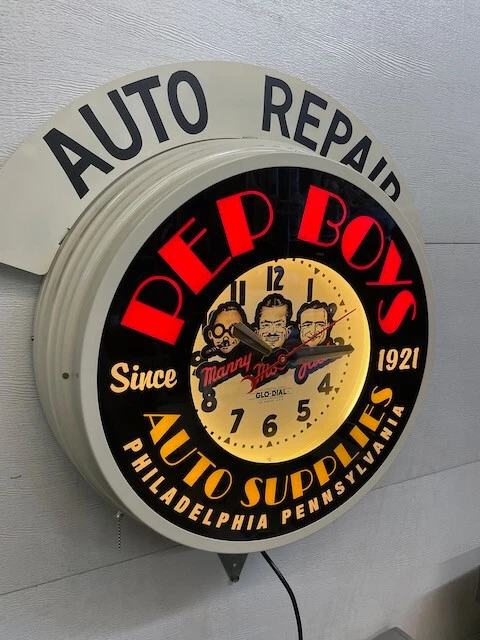 AUTO REPAIR
PEP BOYS
11 12 1
Manny Moe Jack
Since 1921
8 4
GLO-DIAL
7 6 5
AUTO SUPPLIES
PHILADELPHIA PENNSYLVANIA